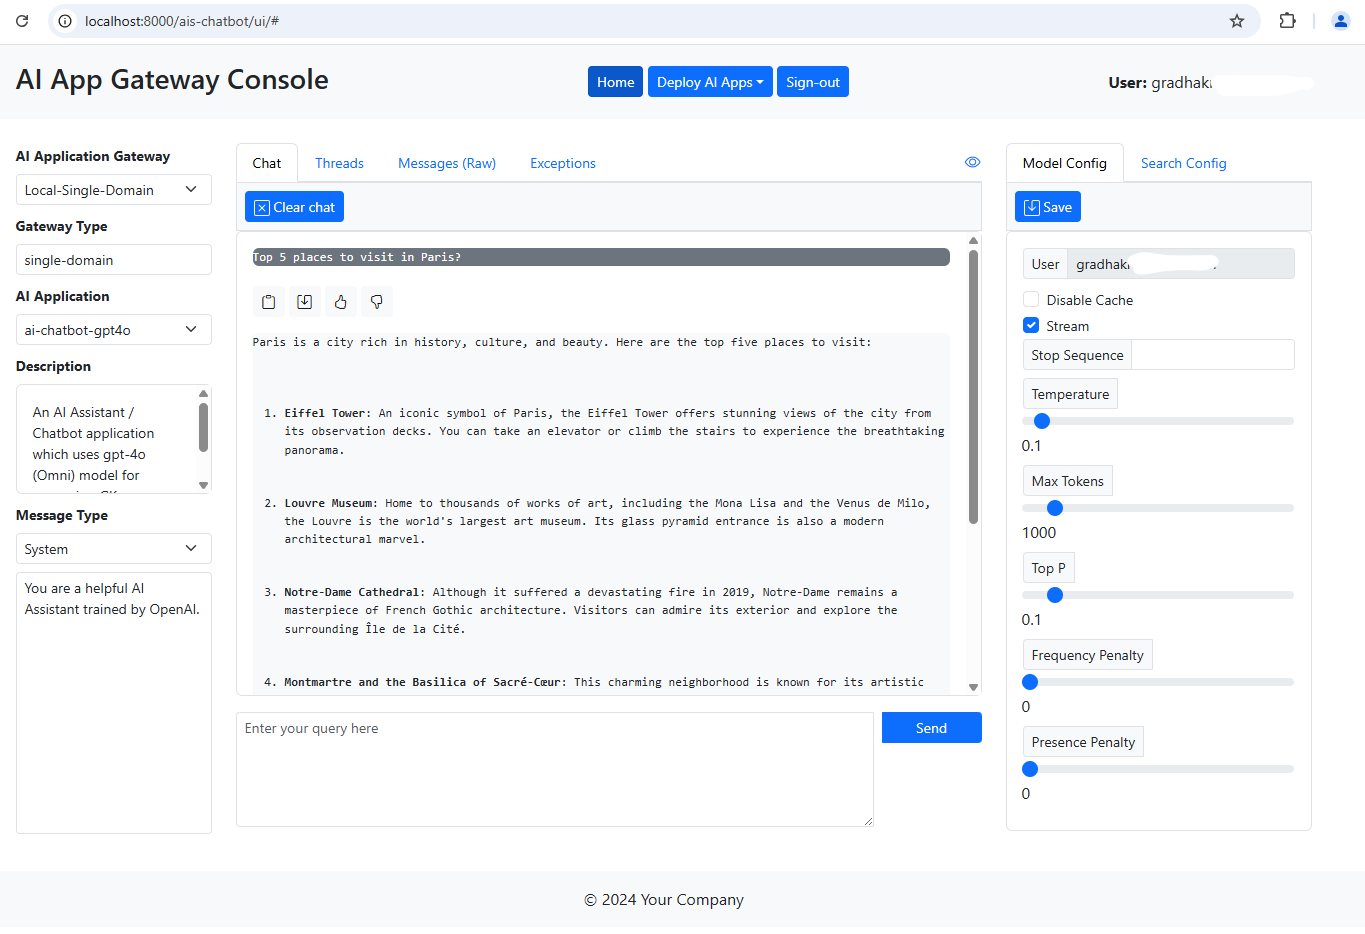 localhost:8000/ais-chatbot/ui/#
AI App Gateway Console
Home
Deploy AI Apps
Sign-out
User:
AI Application Gateway
Local-Single-Domain
Gateway Type
single-domain
AI Application
ai-chatbot-gpt4o
Description
An AI Assistant /
Chatbot application
which uses gpt-4o
(Omni) model for
Message Type
System
You are a helpful AI
Assistant trained by OpenAI.
Chat
Threads
Messages (Raw)
Exceptions
Clear chat
Top 5 places to visit in Paris?
Paris is a city rich in history, culture, and beauty. Here are the top five places to visit:
1. Eiffel Tower: An iconic symbol of Paris, the Eiffel Tower offers stunning views of the city from
its observation decks. You can take an elevator or climb the stairs to experience the breathtaking
panorama.
2. Louvre Museum: Home to thousands of works of art, including the Mona Lisa and the Venus de Milo,
the Louvre is the world's largest art museum. Its glass pyramid entrance is also a modern
architectural marvel.
3. Notre-Dame Cathedral: Although it suffered a devastating fire in 2019, Notre-Dame remains a
masterpiece of French Gothic architecture. Visitors can admire its exterior and explore the
surrounding Île de la Cité.
4. Montmartre and the Basilica of Sacré-Cœur: This charming neighborhood is known for its artistic
Enter your query here
Send
Model Config
Search Config
Save
User
Disable Cache
Stream
Stop Sequence
Temperature
0.1
Max Tokens
1000
Top P
0.1
Frequency Penalty
0
Presence Penalty
0
© 2024 Your Company